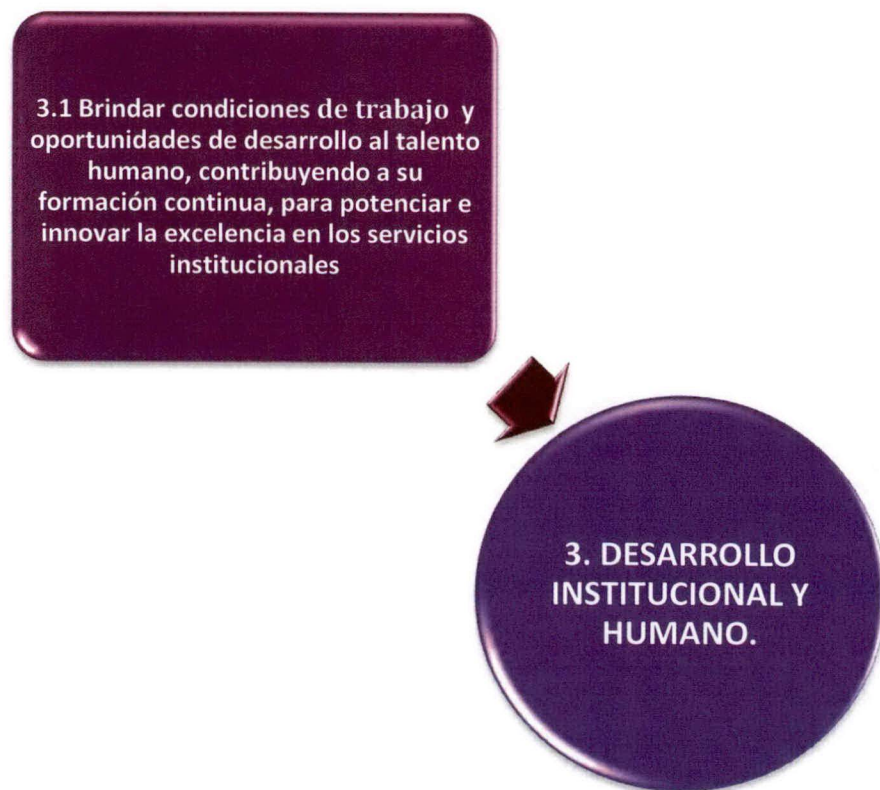 3.1 Brindar condiciones de trabajo y
oportunidades de desarrollo al talento
humano, contribuyendo a su
formación continua, para potenciar e
innovar la excelencia en los servicios
institucionales
3. DESARROLLO
INSTITUCIONAL Y
HUMANO.